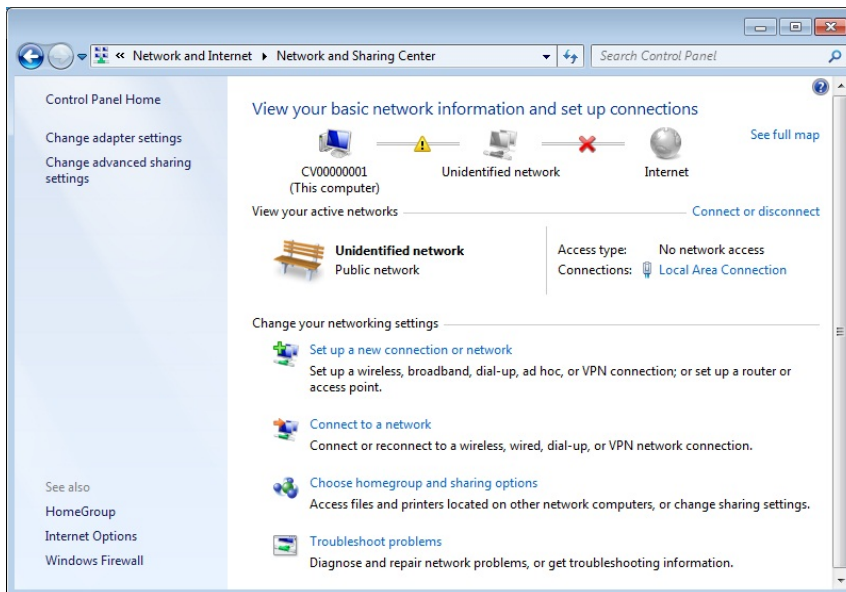 « Network and Internet ▸ Network and Sharing Center
Search Control Panel
Control Panel Home
Change adapter settings
Change advanced sharing
settings
See also
HomeGroup
Internet Options
Windows Firewall
View your basic network information and set up connections
See full map
CV00000001
(This computer)
Unidentified network
Internet
View your active networks
Connect or disconnect
Unidentified network
Public network
Access type: No network access
Connections: Local Area Connection
Change your networking settings
Set up a new connection or network
Set up a wireless, broadband, dial-up, ad hoc, or VPN connection; or set up a router or
access point.
Connect to a network
Connect or reconnect to a wireless, wired, dial-up, or VPN network connection.
Choose homegroup and sharing options
Access files and printers located on other network computers, or change sharing settings.
Troubleshoot problems
Diagnose and repair network problems, or get troubleshooting information.